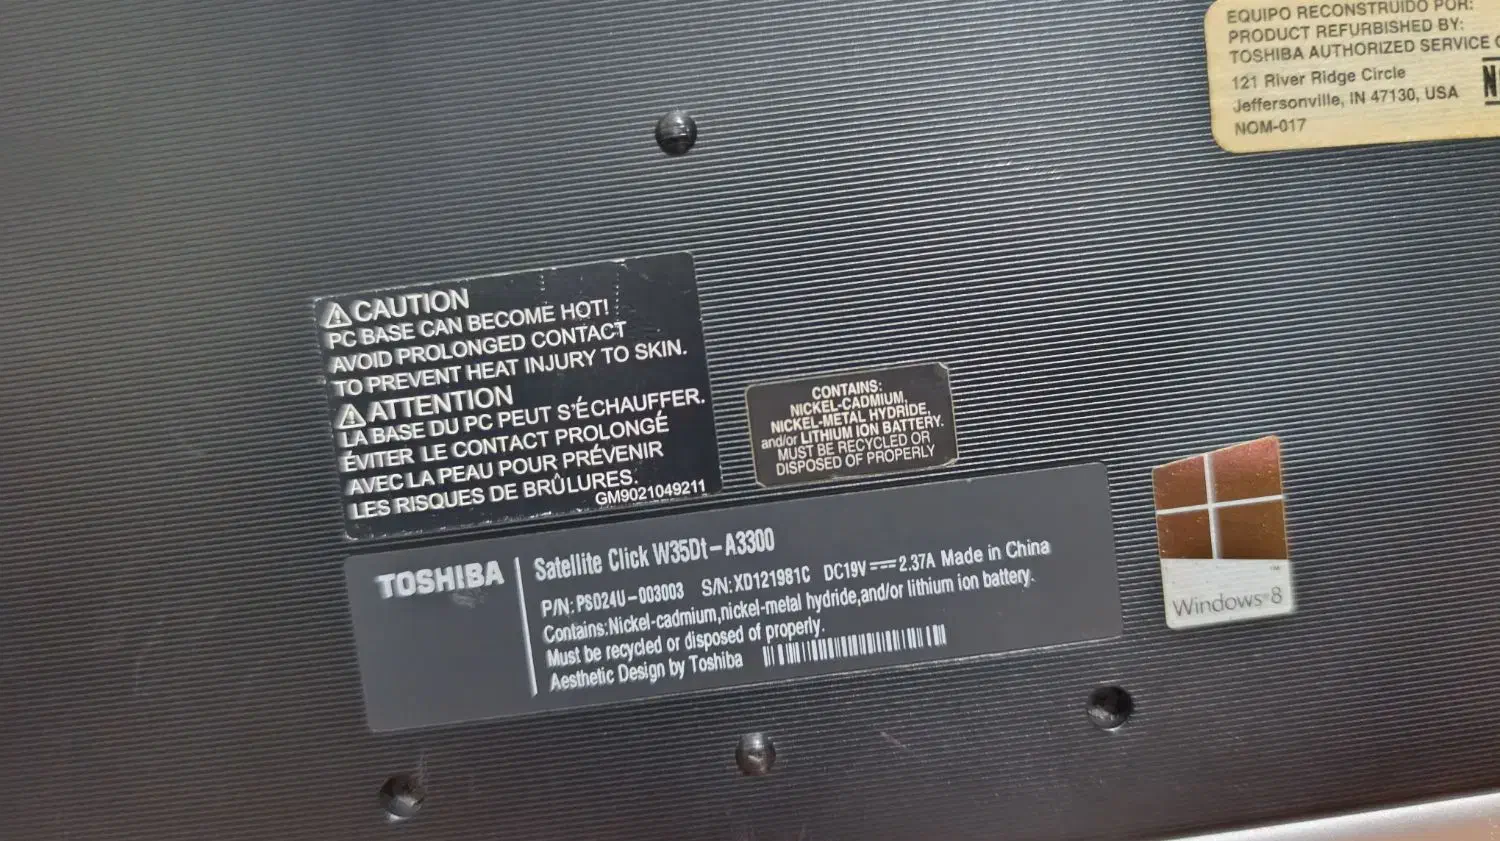 EQUIPO RECONSTRUIDO POR:
PRODUCT REFURBISHED BY:
TOSHIBA AUTHORIZED SERVICE
121 River Ridge Circle
Jeffersonville, IN 47130, USA
NOM-017
⚠CAUTION
PC BASE CAN BECOME HOT!
AVOID PROLONGED CONTACT
TO PREVENT HEAT INJURY TO SKIN.
⚠ATTENTION
LA BASE DU PC PEUT S'ÉCHAUFFER.
ÉVITER LE CONTACT PROLONGÉ
AVEC LA PEAU POUR PRÉVENIR
LES RISQUES DE BRÛLURES.
GM9021049211
CONTAINS:
NICKEL-CADMIUM,
NICKEL-METAL HYDRIDE,
and/or LITHIUM ION BATTERY.
MUST BE RECYCLED OR
DISPOSED OF PROPERLY
TOSHIBA
Satellite Click W35Dt-A3300
P/N: PSD24U-003003 S/N: XD121981C DC19V⎓2.37A Made in China
Contains:Nickel-cadmium,nickel-metal hydride,and/or lithium ion battery.
Must be recycled or disposed of properly.
Aesthetic Design by Toshiba
Windows®8